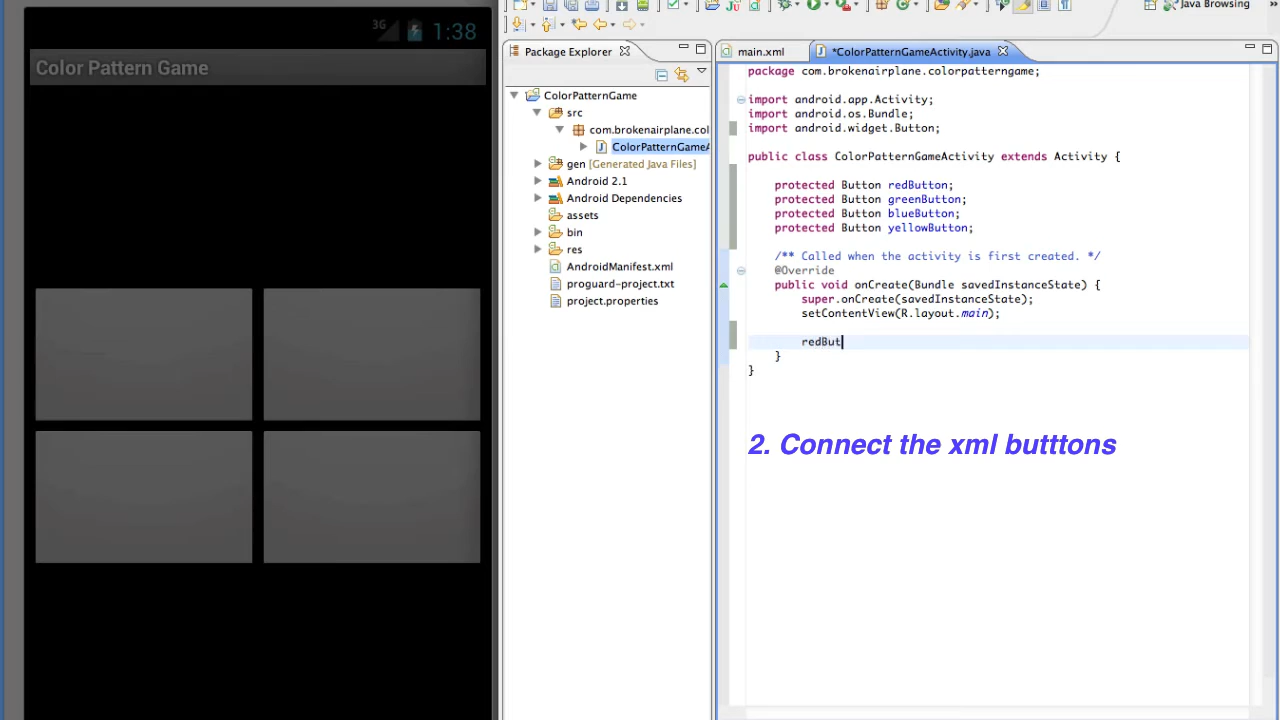 3G 1:38
Color Pattern Game
Java Browsing
Package Explorer
ColorPatternGame
src
com.brokenairplane.col
ColorPatternGameA
gen [Generated Java Files]
Android 2.1
Android Dependencies
assets
bin
res
AndroidManifest.xml
proguard-project.txt
project.properties
main.xml
*ColorPatternGameActivity.java
package com.brokenairplane.colorpatterngame;
import android.app.Activity;
import android.os.Bundle;
import android.widget.Button;
public class ColorPatternGameActivity extends Activity {
protected Button redButton;
protected Button greenButton;
protected Button blueButton;
protected Button yellowButton;
/** Called when the activity is first created. */
@Override
public void onCreate(Bundle savedInstanceState) {
super.onCreate(savedInstanceState);
setContentView(R.layout.main);
redBut
}
}
2. Connect the xml butttons